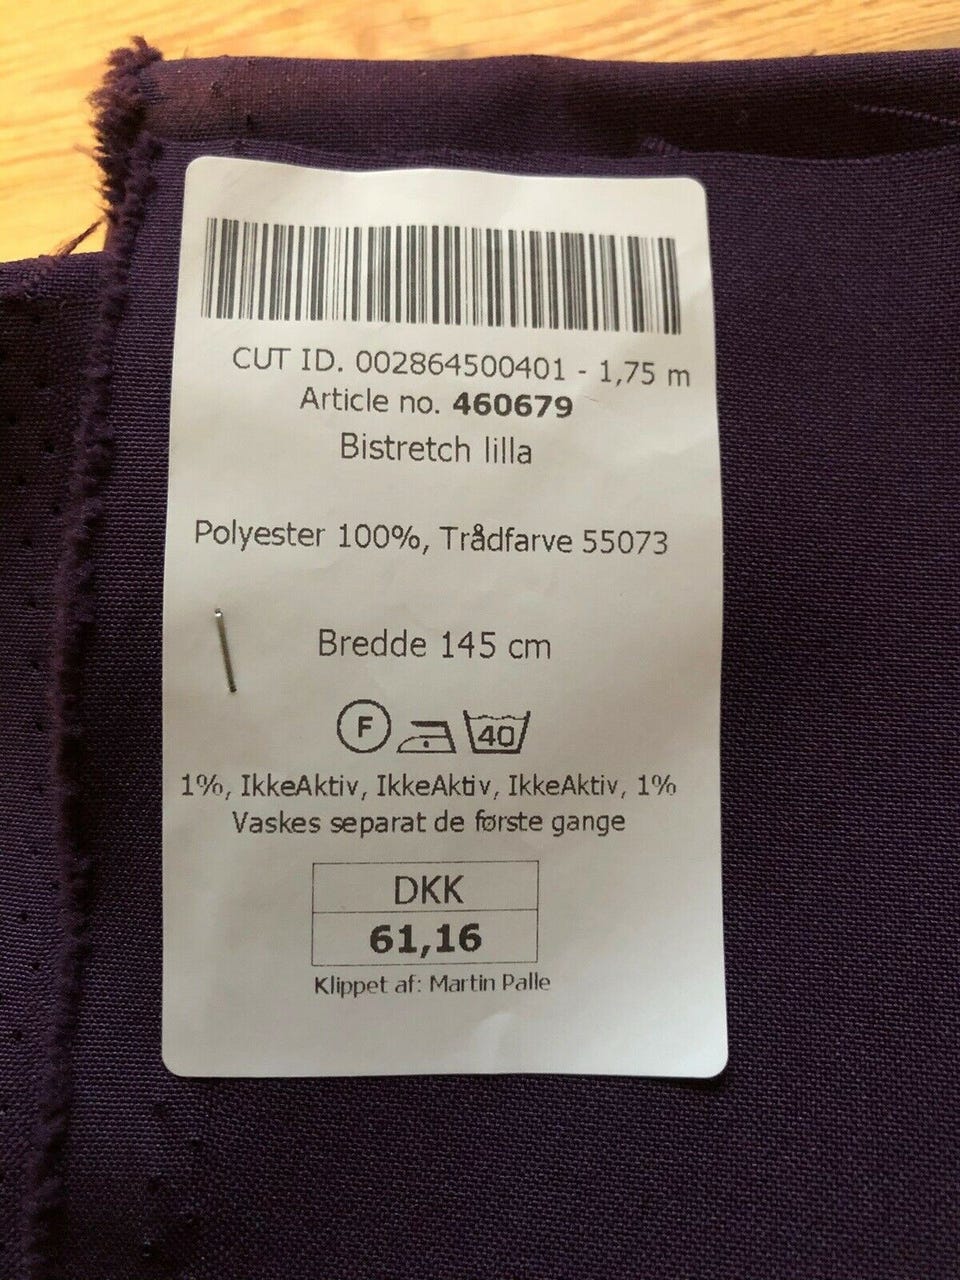 CUT ID. 002864500401 - 1,75 m
Article no. 460679
Bistretch lilla
Polyester 100%, Trådfarve 55073
Bredde 145 cm
F 40
1%, IkkeAktiv, IkkeAktiv, IkkeAktiv, 1%
Vaskes separat de første gange
DKK
61,16
Klippet af: Martin Palle